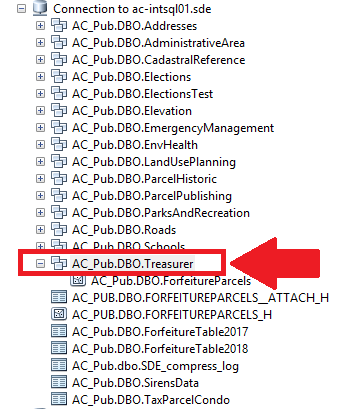 Connection to ac-intsql01.sde
AC_Pub.DBO.Addresses
AC_Pub.DBO.AdministrativeArea
AC_Pub.DBO.CadastralReference
AC_Pub.DBO.Elections
AC_Pub.DBO.ElectionsTest
AC_Pub.DBO.Elevation
AC_Pub.DBO.EmergencyManagement
AC_Pub.DBO.EnvHealth
AC_Pub.DBO.LandUsePlanning
AC_Pub.DBO.ParcelHistoric
AC_Pub.DBO.ParcelPublishing
AC_Pub.DBO.ParksAndRecreation
AC_Pub.DBO.Roads
AC_Pub.DBO.Schools
AC_Pub.DBO.Treasurer
AC_Pub.DBO.ForfeitureParcels
AC_PUB.DBO.FORFEITUREPARCELS__ATTACH_H
AC_PUB.DBO.FORFEITUREPARCELS_H
AC_Pub.DBO.ForfeitureTable2017
AC_Pub.DBO.ForfeitureTable2018
AC_Pub.dbo.SDE_compress_log
AC_Pub.DBO.SirensData
AC_Pub.DBO.TaxParcelCondo